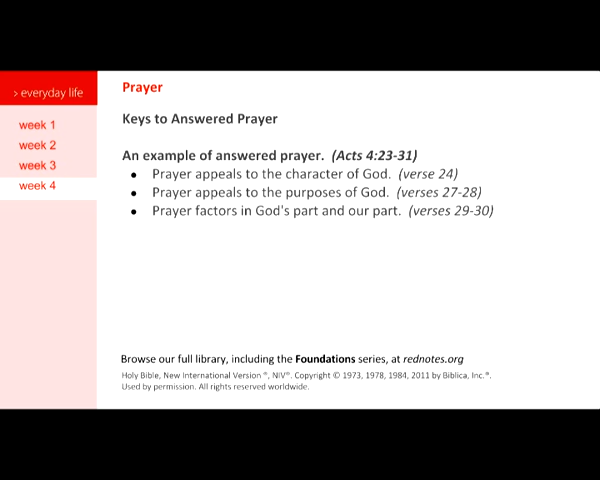 > everyday life
week 1
week 2
week 3
week 4
Prayer
Keys to Answered Prayer
An example of answered prayer. (Acts 4:23-31)
• Prayer appeals to the character of God. (verse 24)
• Prayer appeals to the purposes of God. (verses 27-28)
• Prayer factors in God's part and our part. (verses 29-30)
Browse our full library, including the Foundations series, at rednotes.org
Holy Bible, New International Version®, NIV®. Copyright © 1973, 1978, 1984, 2011 by Biblica, Inc.®.
Used by permission. All rights reserved worldwide.